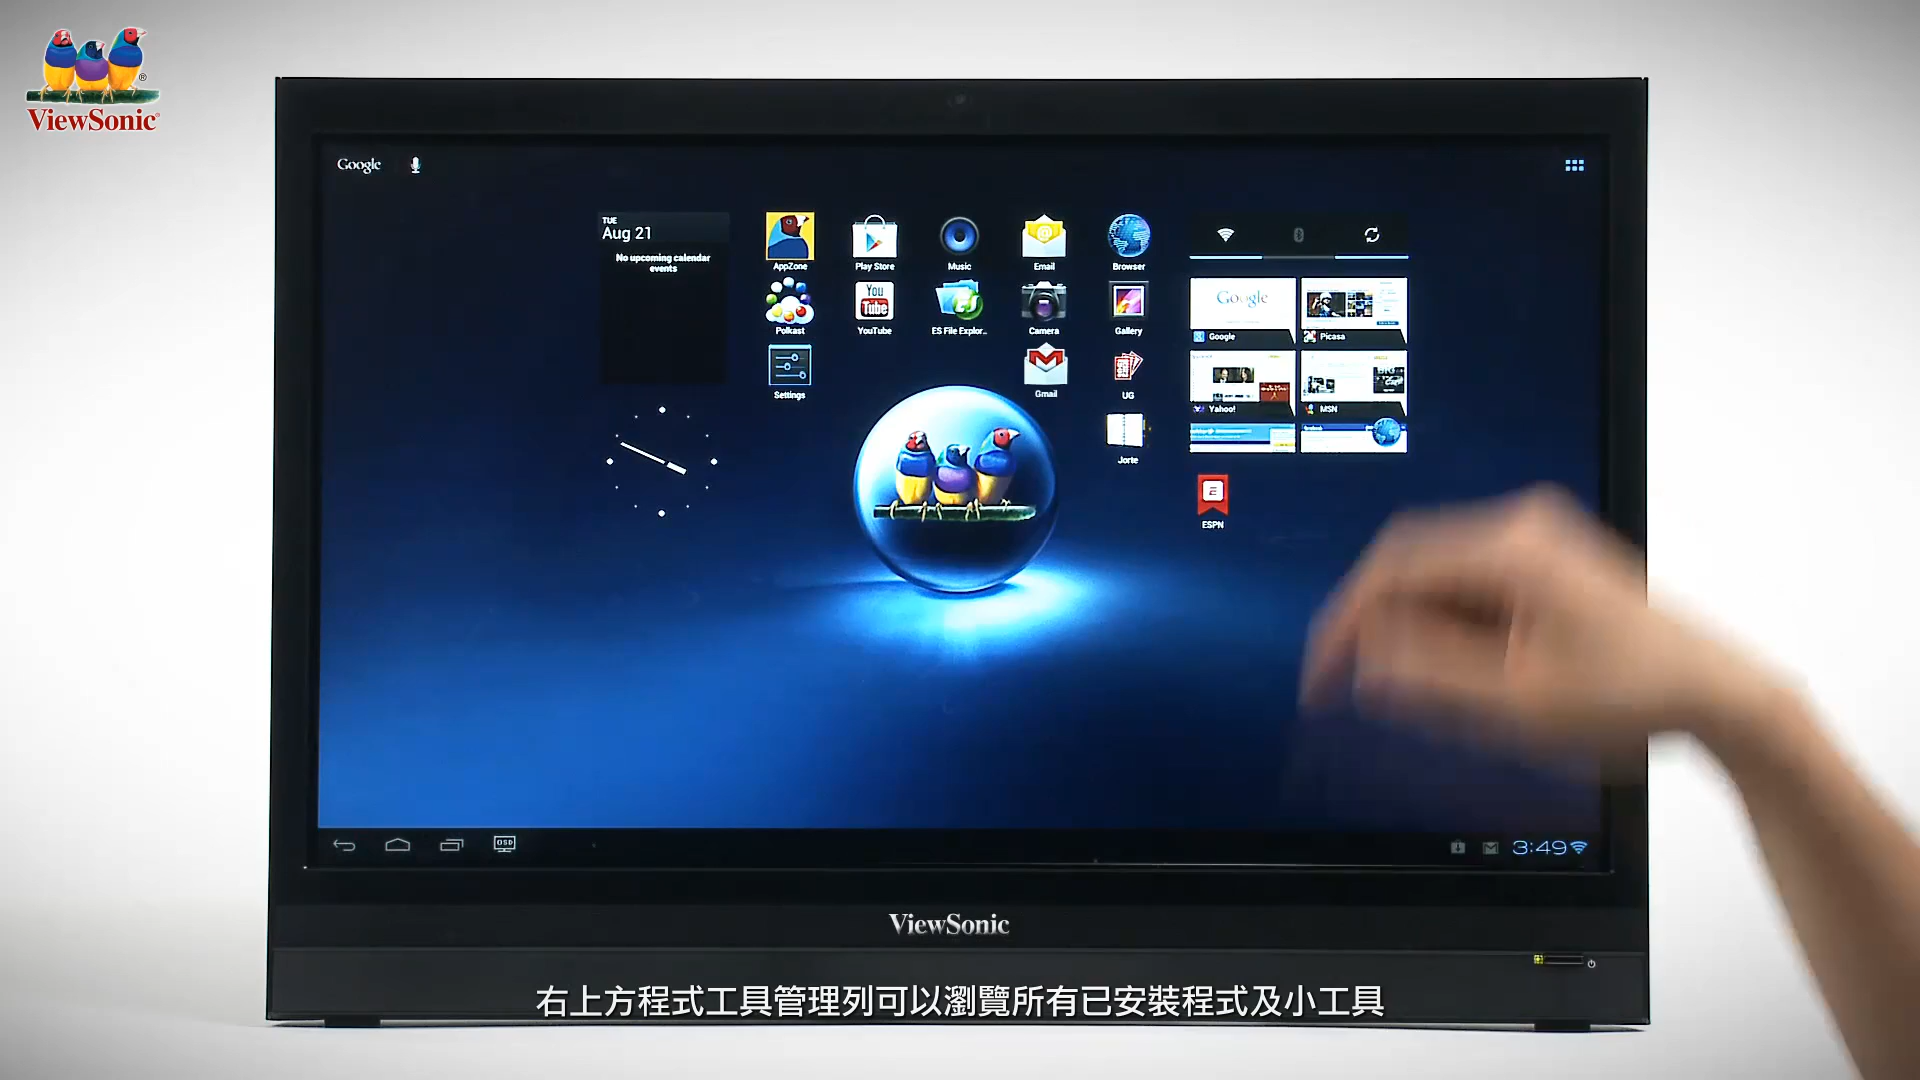 ViewSonic
Google
TUE
Aug 21
No upcoming calendar
events
AppZone
Play Store
Music
Email
Browser
Polkast
You
Tube
YouTube
ES File Explor..
Camera
Gallery
Settings
Gmail
UG
Jorte
Google
Google
Picasa
Yahoo!
MSN
ESPN
OSD
3:49
ViewSonic
右上方程式工具管理列可以瀏覽所有已安裝程式及小工具